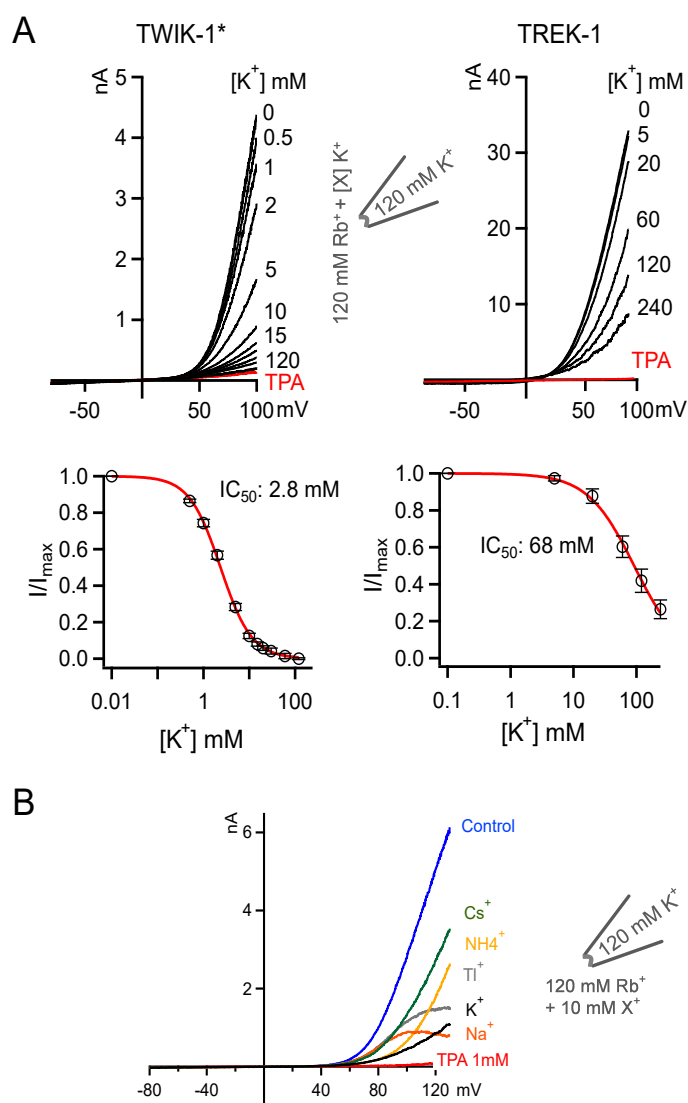 A
TWIK-1*
TREK-1
nA
[K⁺] mM
5
4
3
2
1
0
0.5
1
2
5
10
15
120
TPA
-50
50
100 mV
120 mM Rb⁺ + [X] K⁺
120 mM K⁺
nA
[K⁺] mM
40
30
20
10
0
5
20
60
120
240
TPA
-50
50
100 mV
I/Imax
1.0
0.8
0.6
0.4
0.2
0.0
IC₅₀: 2.8 mM
0.01
1
100
[K⁺] mM
I/Imax
1.0
0.8
0.6
0.4
0.2
0.0
IC₅₀: 68 mM
0.1
1
10
100
[K⁺] mM
B
nA
6
4
2
Control
Cs⁺
NH4⁺
Tl⁺
K⁺
Na⁺
TPA 1mM
-80
-40
40
80
120 mV
120 mM K⁺
120 mM Rb⁺
+ 10 mM X⁺